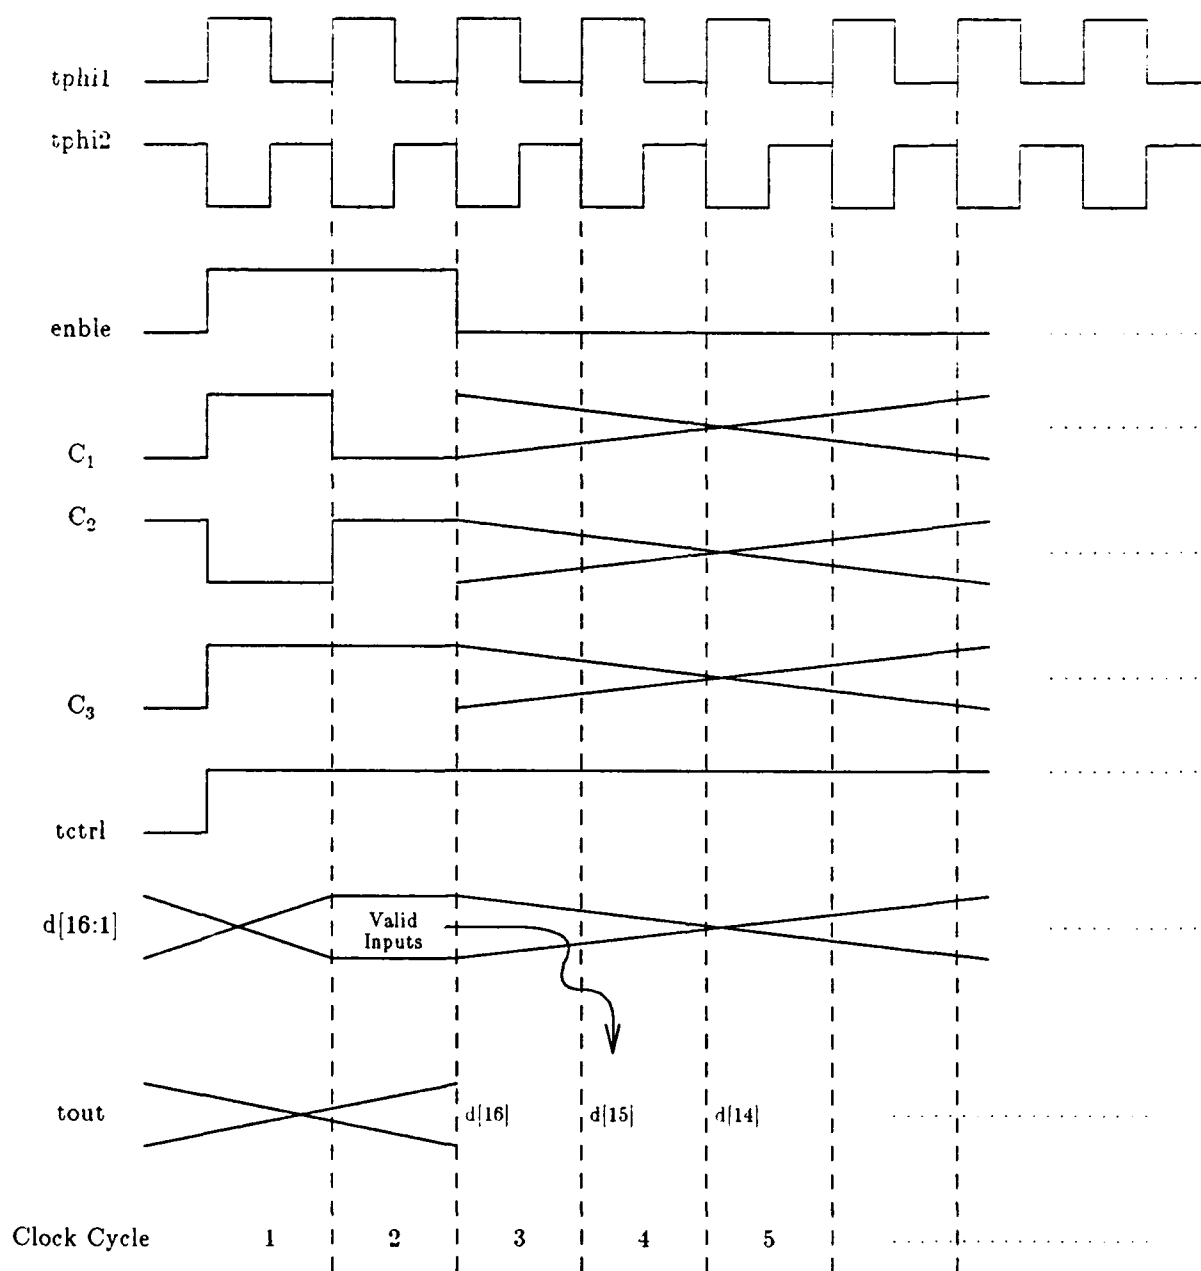 tphi1
tphi2
enble
C₁
C₂
C₃
tctrl
d[16:1]
Valid
Inputs
tout
d[16]
d[15]
d[14]
Clock Cycle 1 2 3 4 5